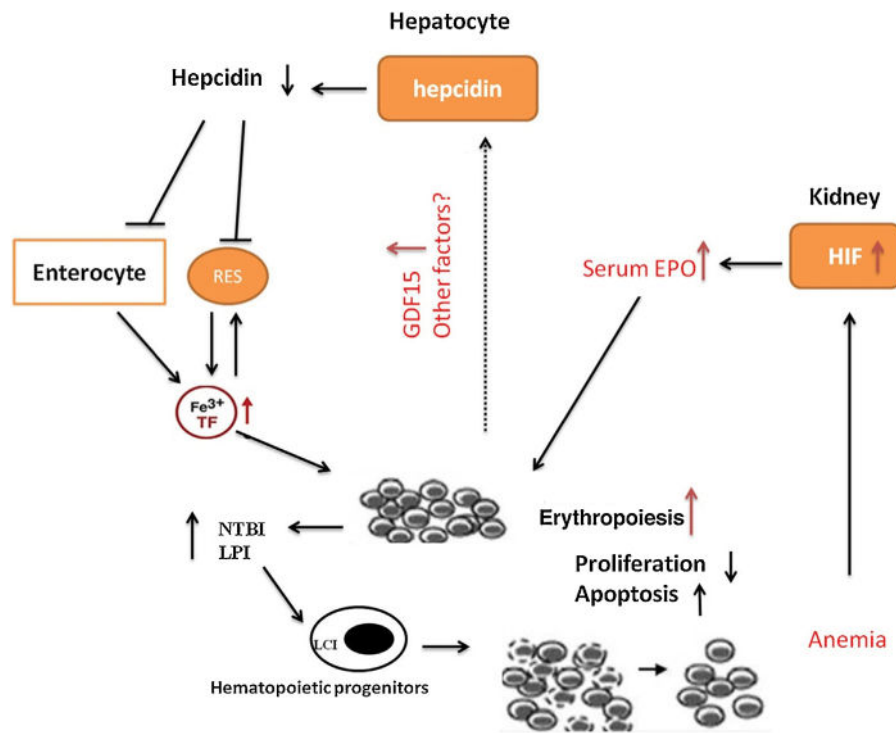 Hepatocyte
Hepcidin
hepcidin
Kidney
HIF
Serum EPO
GDF15
Other factors?
Enterocyte
RES
Fe3+
TF
NTBI
LPI
Erythropoiesis
Proliferation
Apoptosis
Anemia
LCI
Hematopoietic progenitors